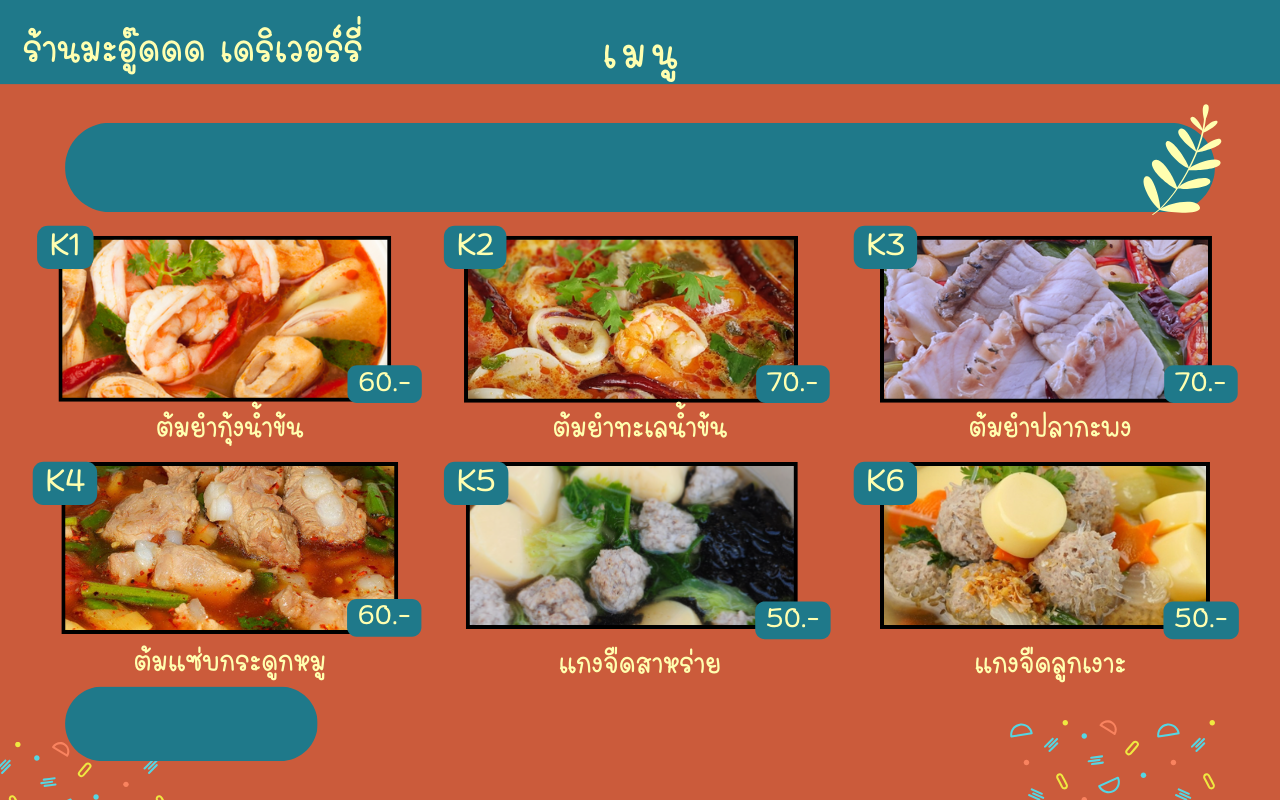 ร้านมะอู๊ดดด เดริเวอร์รี่
เมนู
K1
K2
K3
60.-
70.-
70.-
ต้มยำกุ้งน้ำข้น
ต้มยำทะเลน้ำข้น
ต้มยำปลากะพง
K4
K5
K6
60.-
50.-
50.-
ต้มแซ่บกระดูกหมู
แกงจืดสาหร่าย
แกงจืดลูกเงาะ